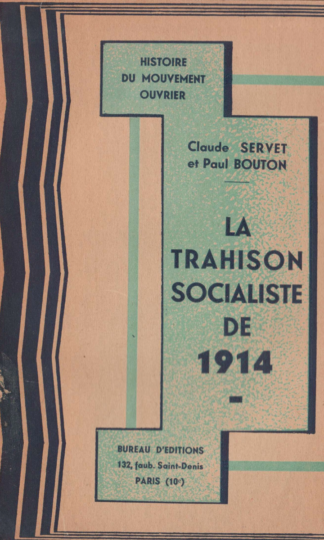 HISTOIRE
DU MOUVEMENT
OUVRIER
Claude SERVET
et Paul BOUTON
LA
TRAHISON
SOCIALISTE
DE
1914
BUREAU D'EDITIONS
132, faub. Saint-Denis
PARIS (10ᵉ)